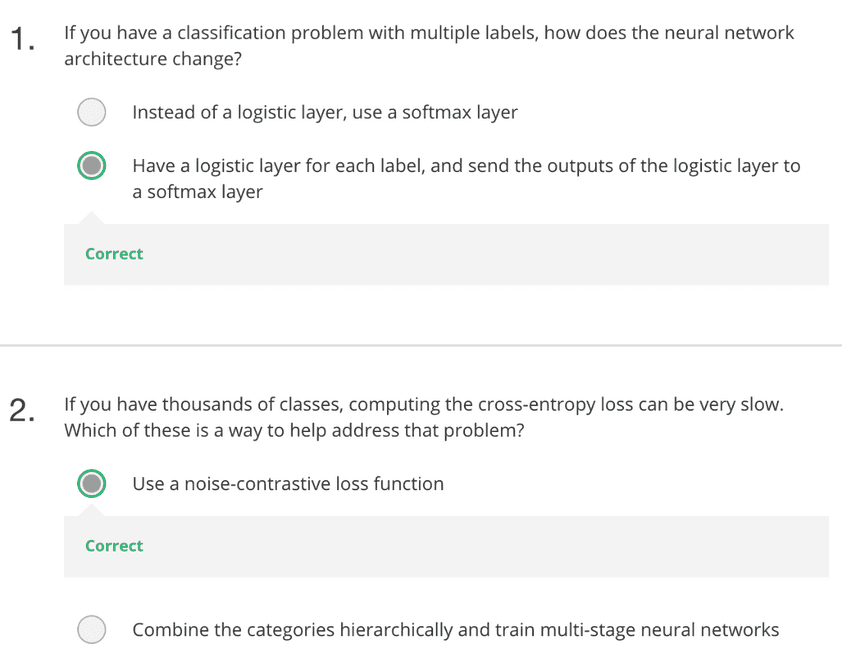 1.
If you have a classification problem with multiple labels, how does the neural network
architecture change?
Instead of a logistic layer, use a softmax layer
Have a logistic layer for each label, and send the outputs of the logistic layer to
a softmax layer
Correct
2.
If you have thousands of classes, computing the cross-entropy loss can be very slow.
Which of these is a way to help address that problem?
Use a noise-contrastive loss function
Correct
Combine the categories hierarchically and train multi-stage neural networks